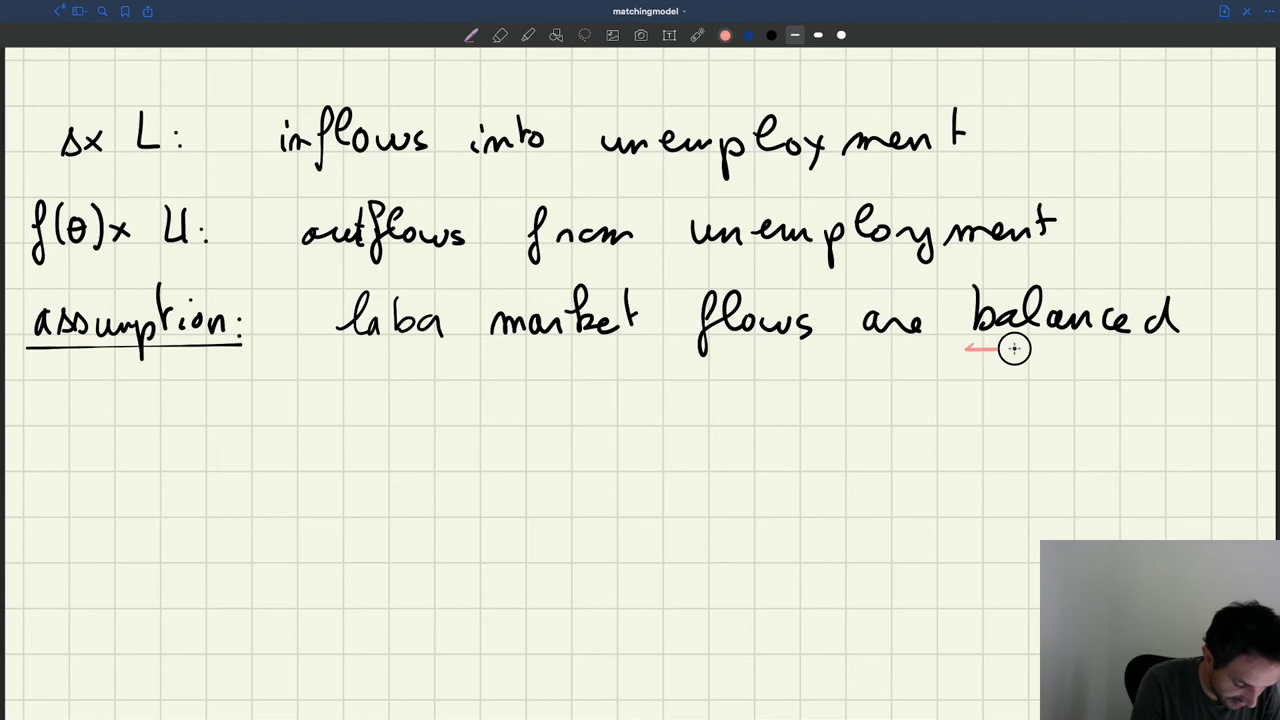 matchingmodel
s x L: inflows into unemployment
f(θ) x U: outflows from unemployment
assumption: labor market flows are balanced